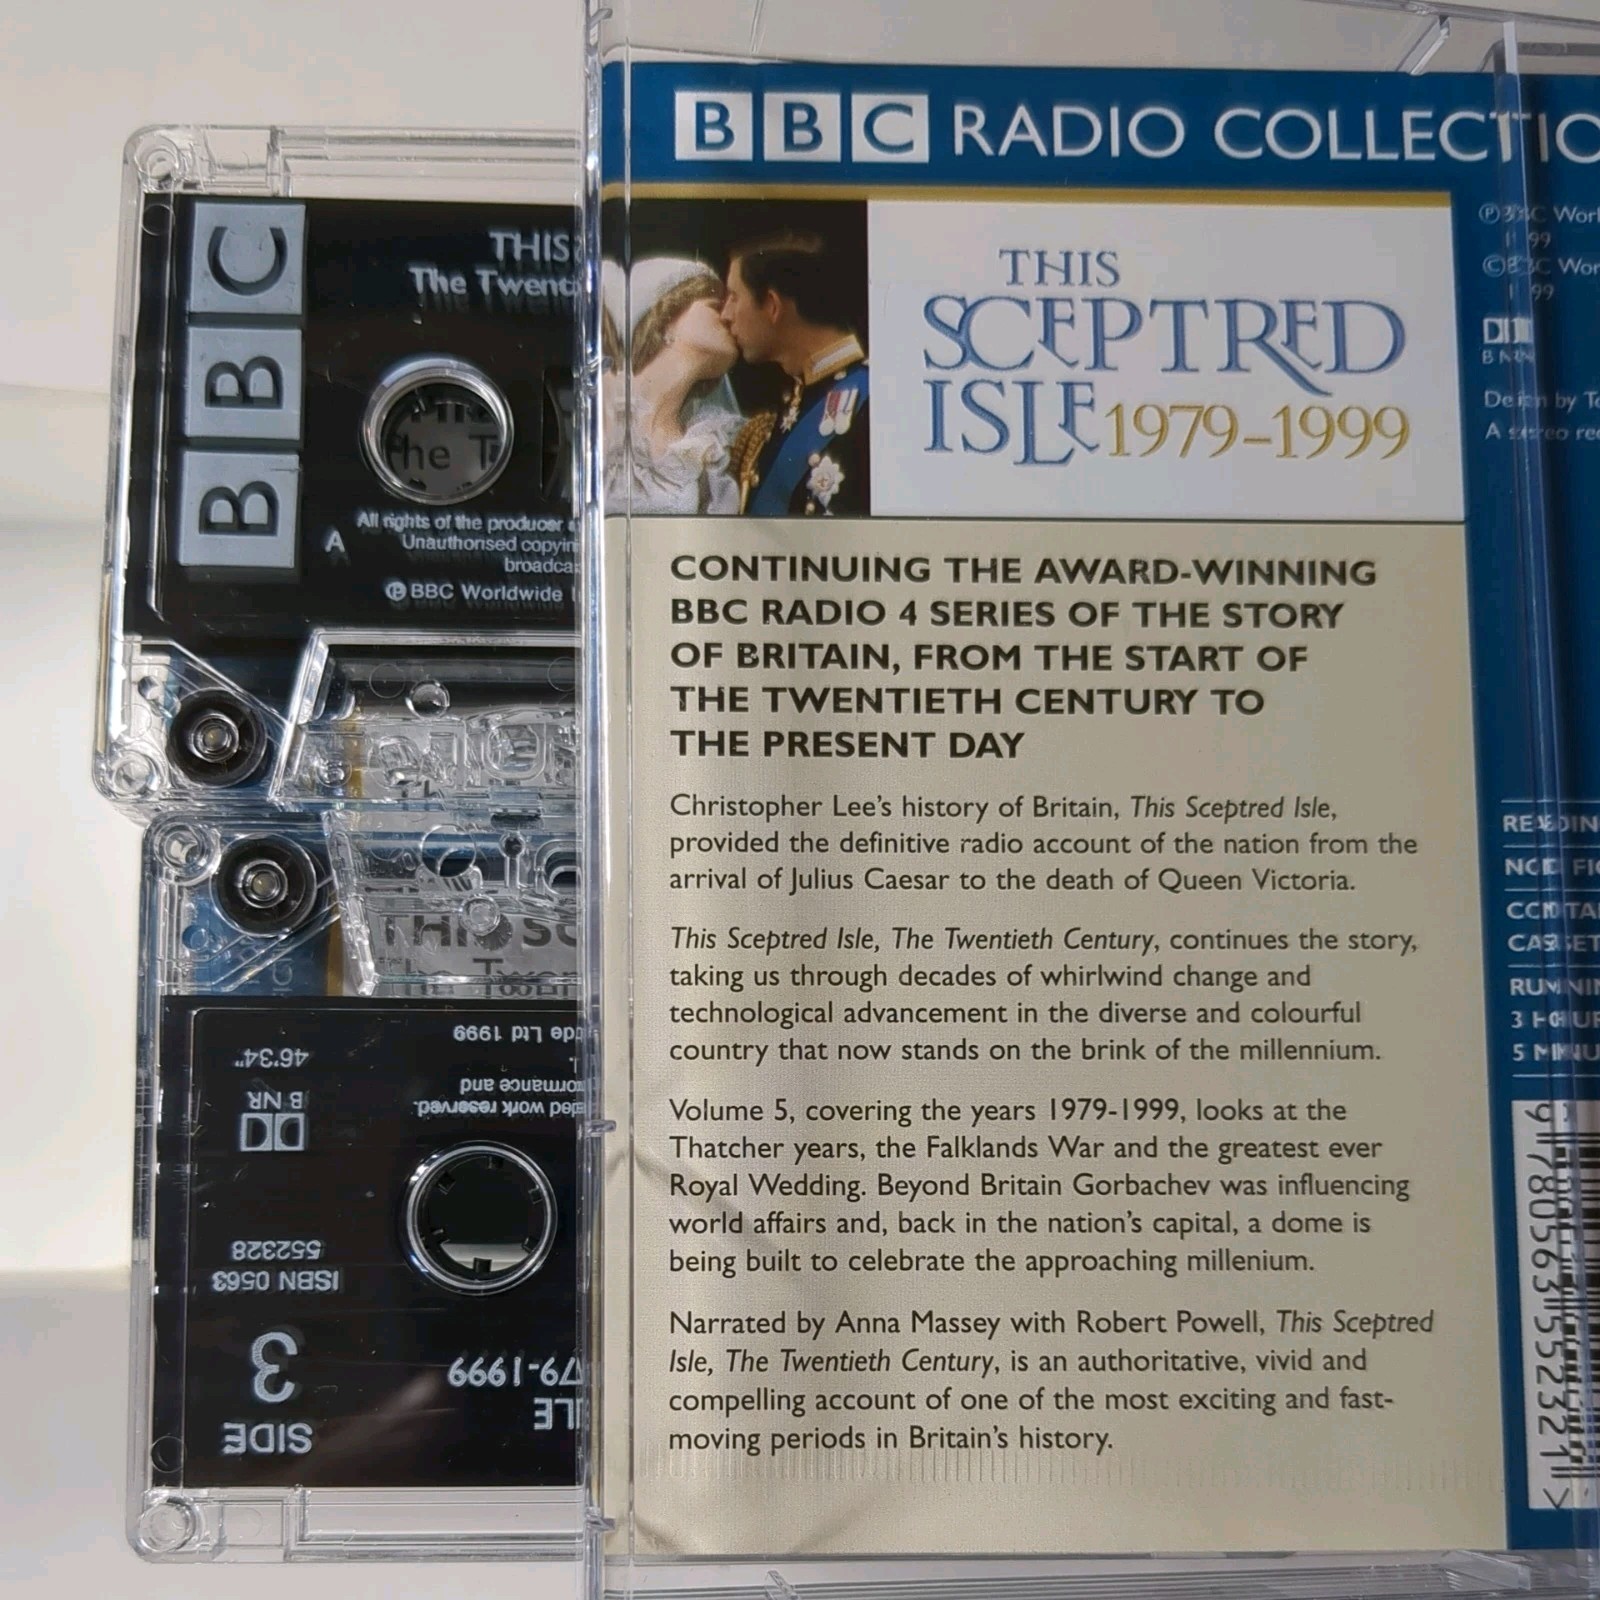 BBC RADIO COLLECTIO
THIS
SCEPTRED
ISLE 1979-1999
CONTINUING THE AWARD-WINNING
BBC RADIO 4 SERIES OF THE STORY
OF BRITAIN, FROM THE START OF
THE TWENTIETH CENTURY TO
THE PRESENT DAY
Christopher Lee's history of Britain, This Sceptred Isle,
provided the definitive radio account of the nation from the
arrival of Julius Caesar to the death of Queen Victoria.
This Sceptred Isle, The Twentieth Century, continues the story,
taking us through decades of whirlwind change and
technological advancement in the diverse and colourful
country that now stands on the brink of the millennium.
Volume 5, covering the years 1979-1999, looks at the
Thatcher years, the Falklands War and the greatest ever
Royal Wedding. Beyond Britain Gorbachev was influencing
world affairs and, back in the nation's capital, a dome is
being built to celebrate the approaching millenium.
Narrated by Anna Massey with Robert Powell, This Sceptred
Isle, The Twentieth Century, is an authoritative, vivid and
compelling account of one of the most exciting and fast-
moving periods in Britain's history.
BBC
THIS
The Twent
All rights of the producer
A
Unauthorised copyin
broadca
℗ BBC Worldwide
SIDE
3
ISLE
79-1999
ISBN 0563
552328
B NR
46'34"
work reserved.
ormance and
de Ltd 1999
9 780563 552321 >